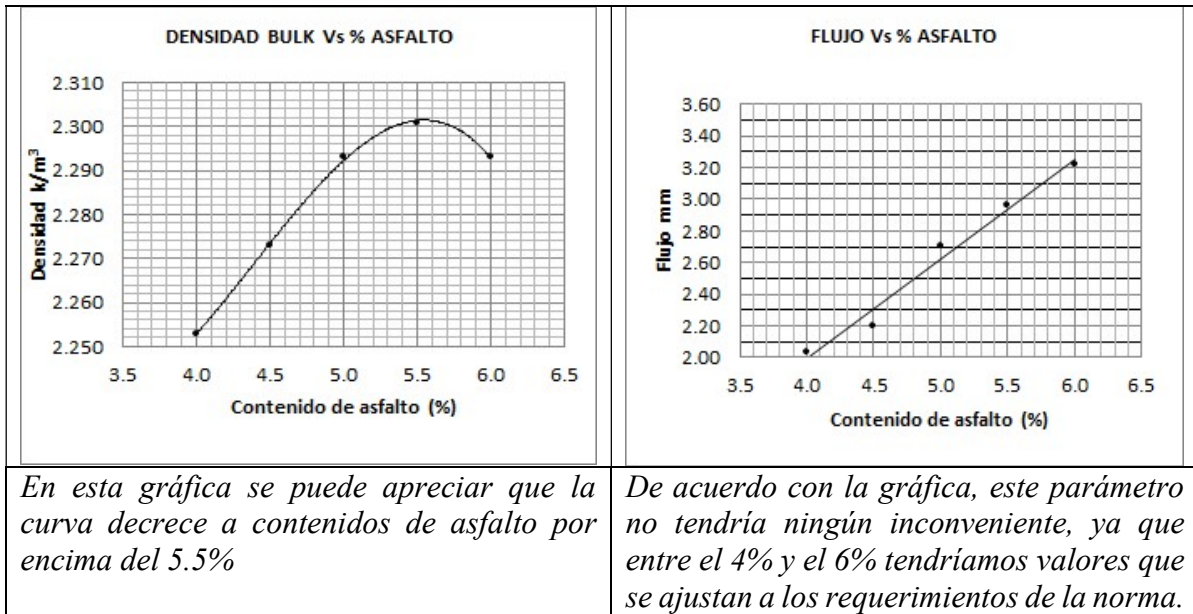 DENSIDAD BULK Vs % ASFALTO
2.310
2.300
2.290
2.280
2.270
2.260
2.250
Densidad k/m³
3.5 4.0 4.5 5.0 5.5 6.0 6.5
Contenido de asfalto (%)
FLUJO Vs % ASFALTO
3.60
3.40
3.20
3.00
2.80
2.60
2.40
2.20
2.00
Flujo mm
3.5 4.0 4.5 5.0 5.5 6.0 6.5
Contenido de asfalto (%)
En esta gráfica se puede apreciar que la
curva decrece a contenidos de asfalto por
encima del 5.5%
De acuerdo con la gráfica, este parámetro
no tendría ningún inconveniente, ya que
entre el 4% y el 6% tendríamos valores que
se ajustan a los requerimientos de la norma.